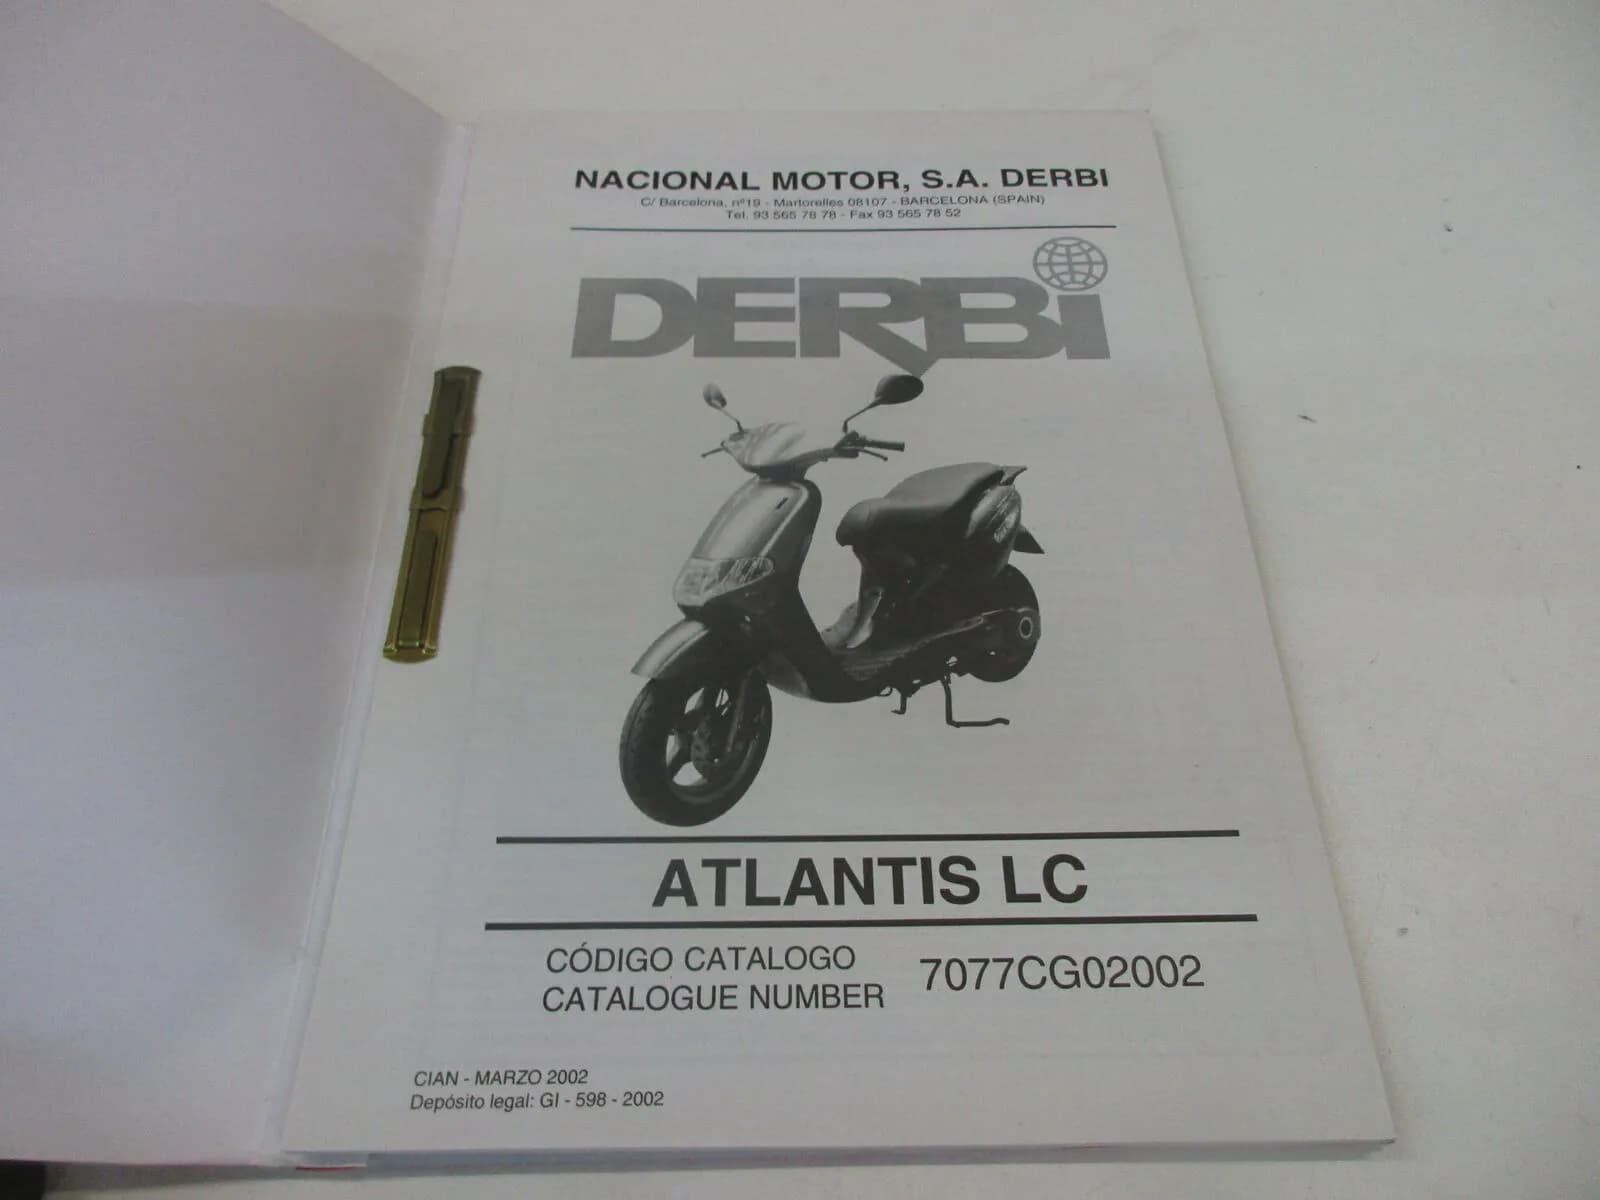 NACIONAL MOTOR, S.A. DERBI
C/ Barcelona, nº19 - Martorelles 08107 - BARCELONA (SPAIN)
Tel. 93 565 78 78 - Fax 93 565 78 52
DERBi
ATLANTIS LC
CÓDIGO CATALOGO
CATALOGUE NUMBER
7077CG02002
CIAN - MARZO 2002
Depósito legal: GI - 598 - 2002